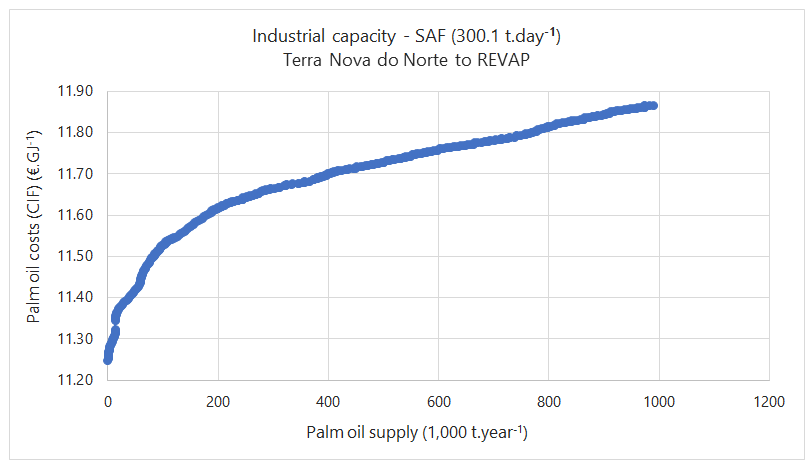 Industrial capacity - SAF (300.1 t.day⁻¹)
Terra Nova do Norte to REVAP
Palm oil costs (CIF) (€.GJ⁻¹)
11.90
11.80
11.70
11.60
11.50
11.40
11.30
11.20
0 200 400 600 800 1000 1200
Palm oil supply (1,000 t.year⁻¹)